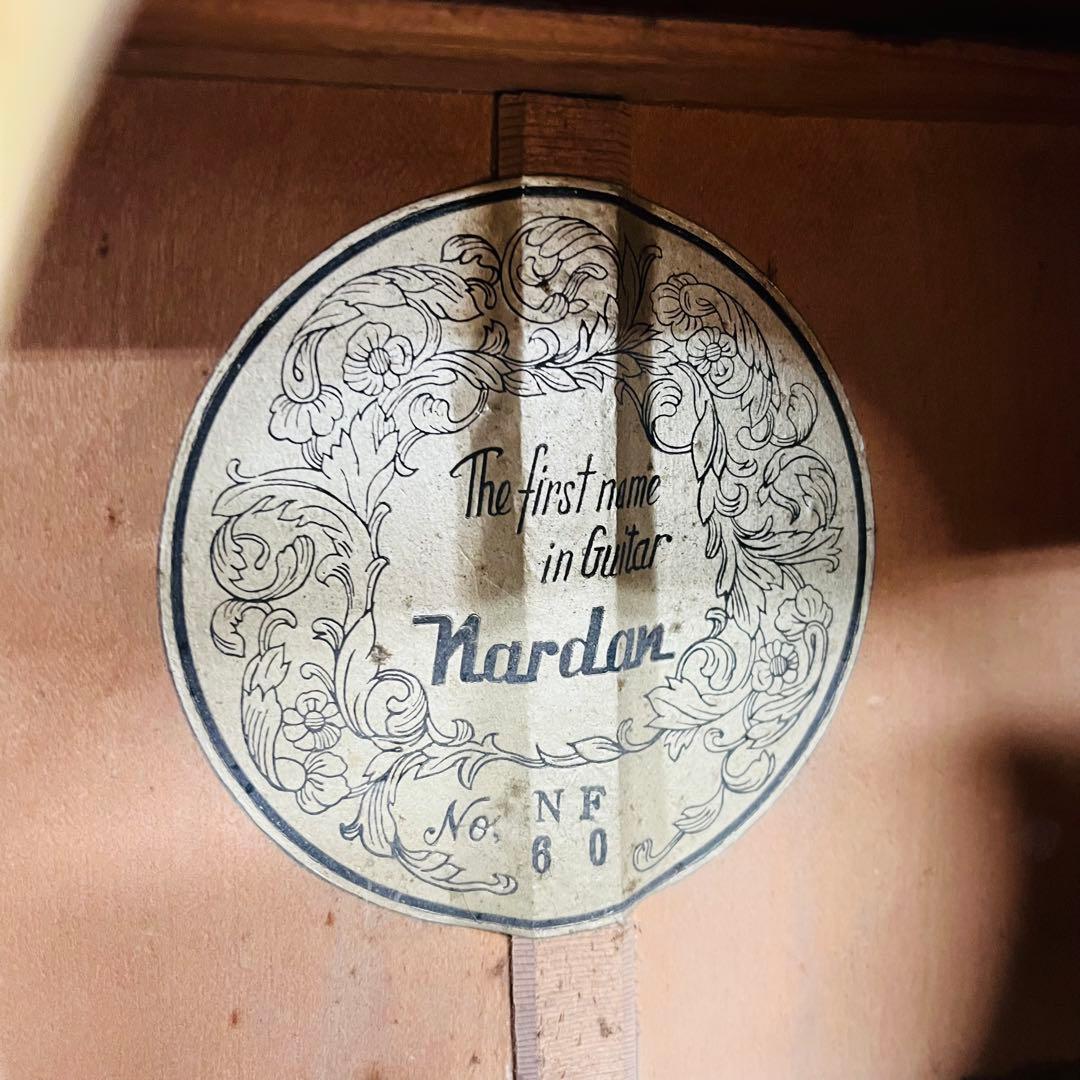 The first name
in Guitar
Nardan
No. NF
60